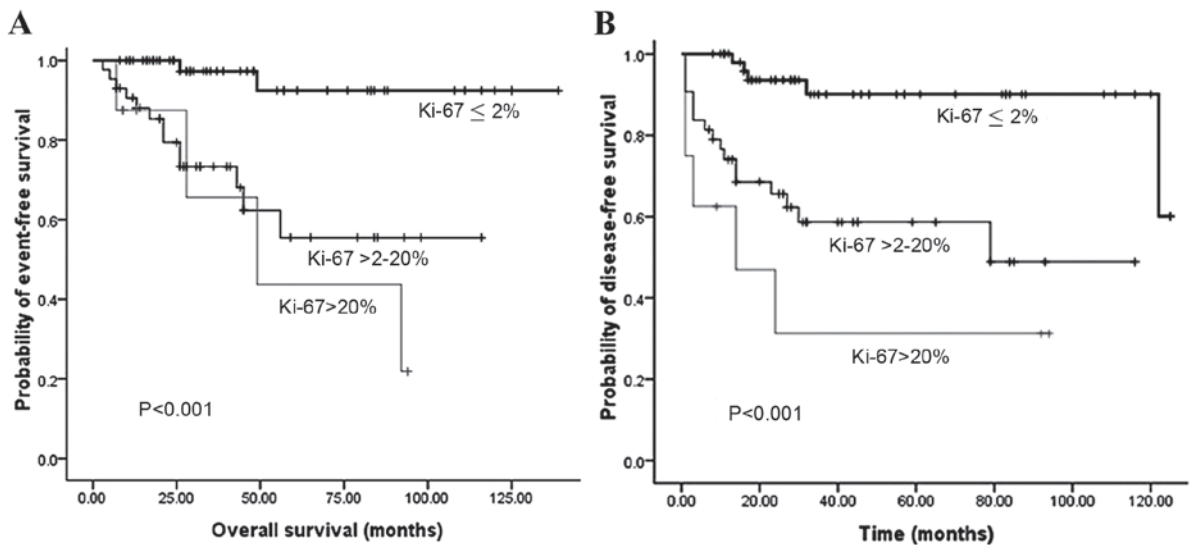 A
Probability of event-free survival
1.0
0.8
0.6
0.4
0.2
0.0
Ki-67 ≤ 2%
Ki-67 >2-20%
Ki-67>20%
P<0.001
0.00 25.00 50.00 75.00 100.00 125.00
Overall survival (months)
B
Probability of disease-free survival
1.0
0.8
0.6
0.4
0.2
0.0
Ki-67 ≤ 2%
Ki-67 >2-20%
Ki-67>20%
P<0.001
0.00 20.00 40.00 60.00 80.00 100.00 120.00
Time (months)